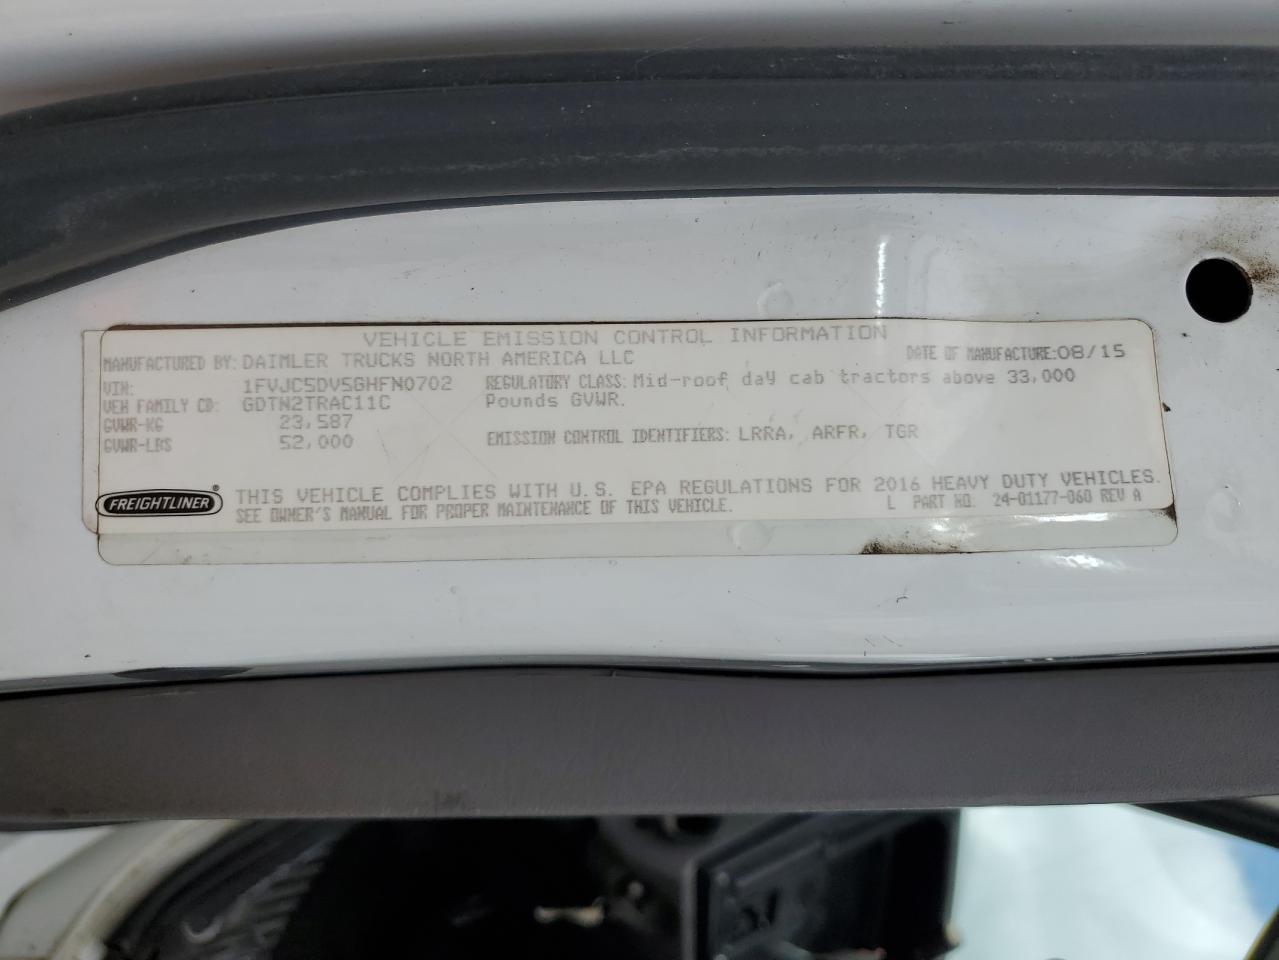 VEHICLE EMISSION CONTROL INFORMATION
MANUFACTURED BY: DAIMLER TRUCKS NORTH AMERICA LLC DATE OF MANUFACTURE: 08/15
VIN: 1FVJC5DV5GHFN0702 REGULATORY CLASS: Mid-roof day cab tractors above 33,000
VEH FAMILY CD: GDTN2TRAC11C Pounds GVWR.
GVWR-KG 23,587
GVWR-LBS 52,000 EMISSION CONTROL IDENTIFIERS: LRRA, ARFR, TGR
FREIGHTLINER® THIS VEHICLE COMPLIES WITH U.S. EPA REGULATIONS FOR 2016 HEAVY DUTY VEHICLES.
SEE OWNER'S MANUAL FOR PROPER MAINTENANCE OF THIS VEHICLE. L PART NO. 24-01177-060 REV A